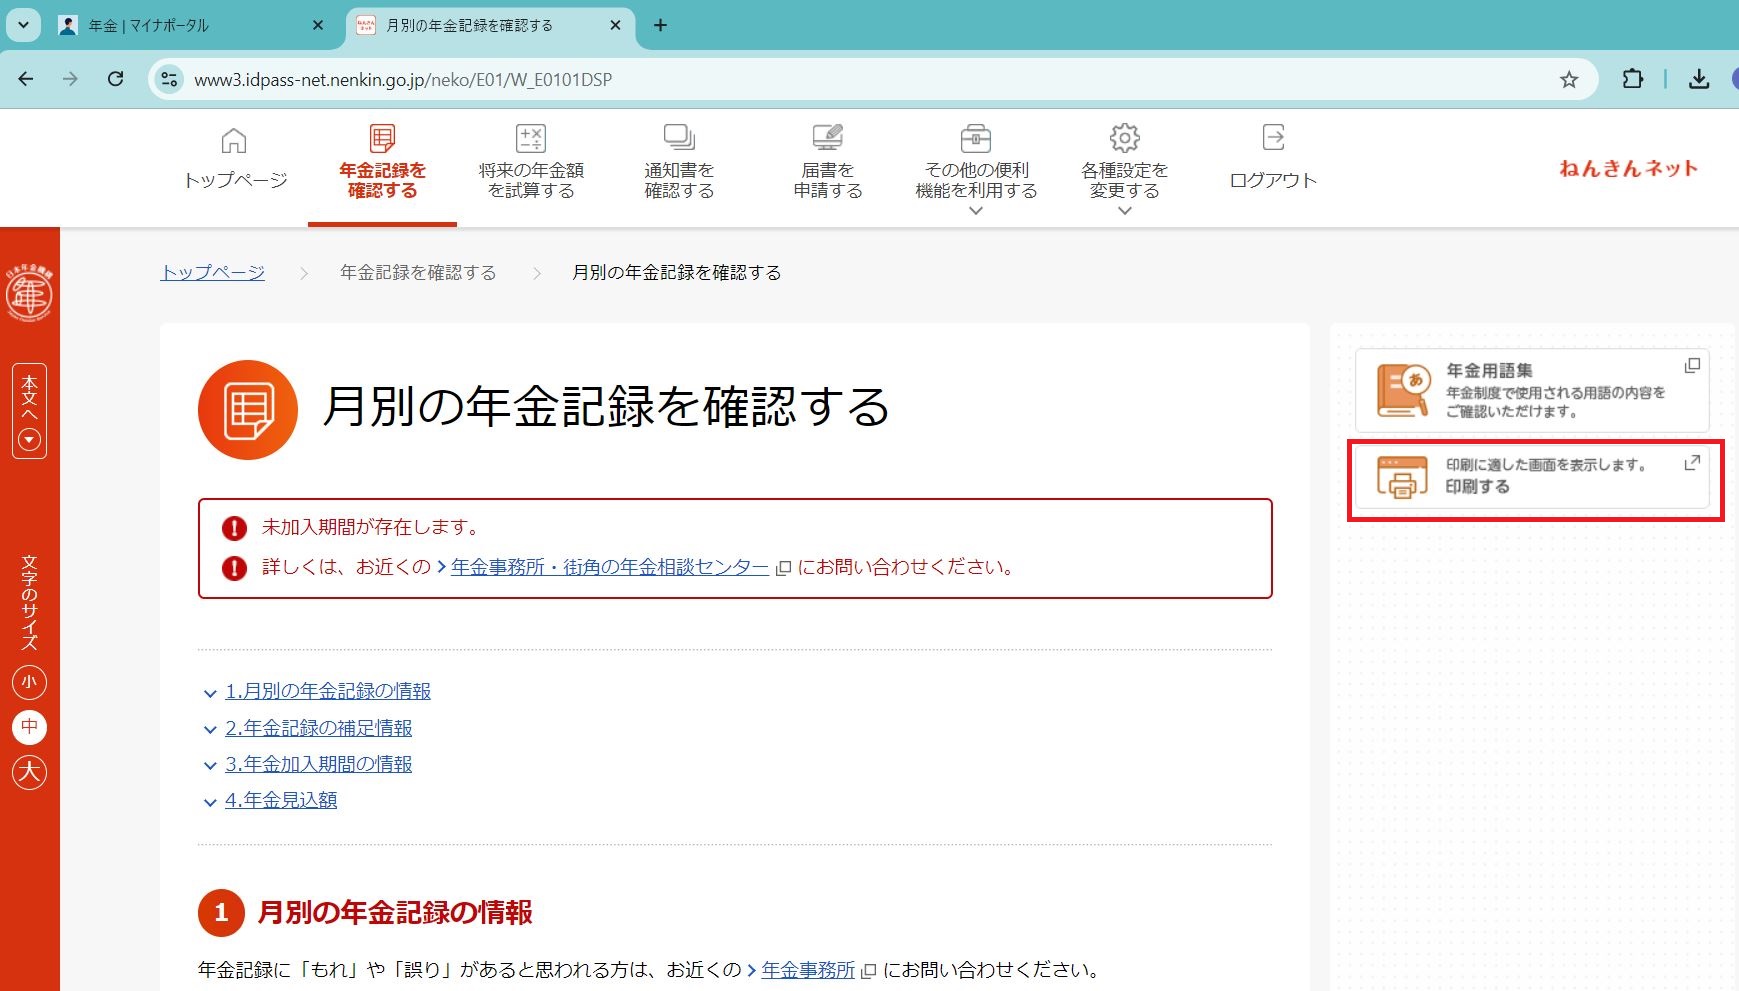 年金 | マイナポータル
月別の年金記録を確認する
www3.idpass-net.nenkin.go.jp/neko/E01/W_E0101DSP
トップページ
年金記録を
確認する
将来の年金額
を試算する
通知書を
確認する
届書を
申請する
その他の便利
機能を利用する
各種設定を
変更する
ログアウト
ねんきんネット
日本年金機構
年
本文へ
文字のサイズ
小
中
大
トップページ
年金記録を確認する
月別の年金記録を確認する
月別の年金記録を確認する
未加入期間が存在します。
詳しくは、お近くの 年金事務所・街角の年金相談センター にお問い合わせください。
1.月別の年金記録の情報
2.年金記録の補足情報
3.年金加入期間の情報
4.年金見込額
1 月別の年金記録の情報
年金記録に「もれ」や「誤り」があると思われる方は、お近くの 年金事務所 にお問い合わせください。
あ
年金用語集
年金制度で使用される用語の内容を
ご確認いただけます。
印刷に適した画面を表示します。
印刷する